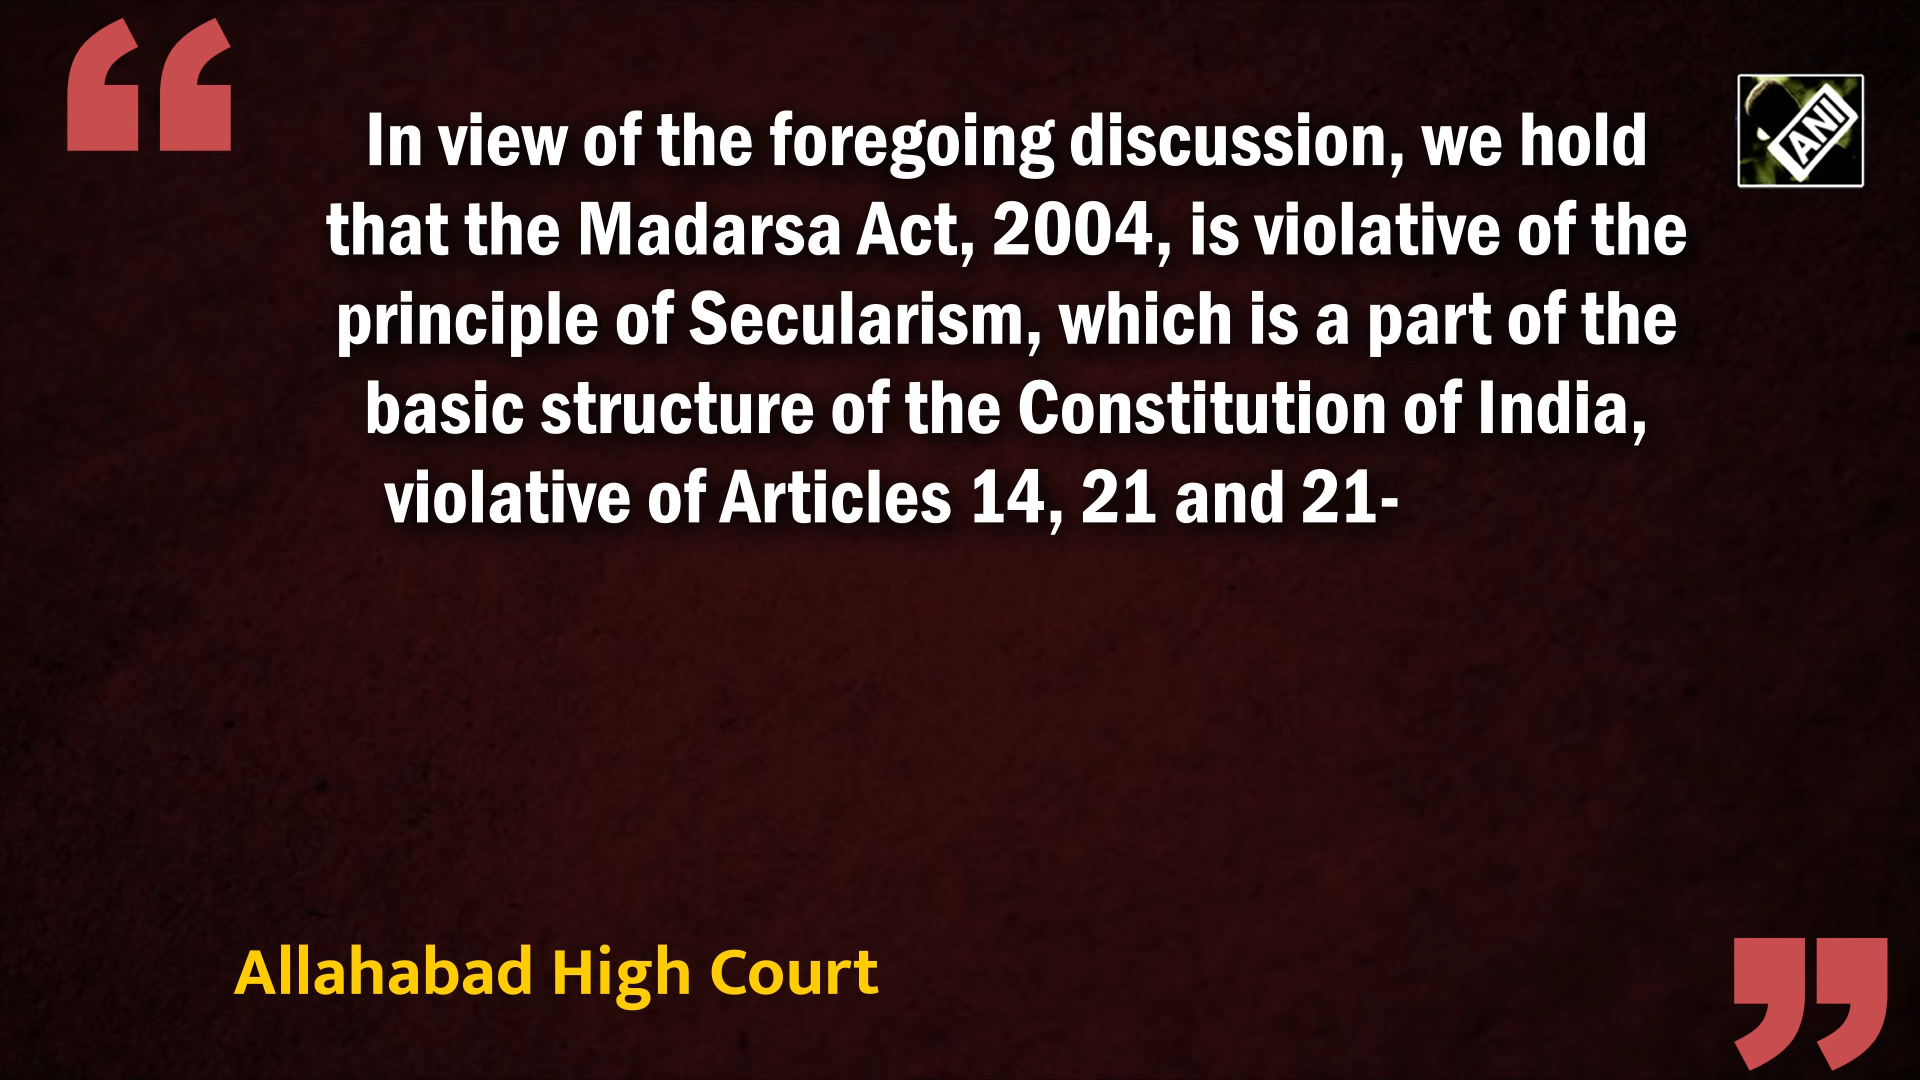 In view of the foregoing discussion, we hold
that the Madarsa Act, 2004, is violative of the
principle of Secularism, which is a part of the
basic structure of the Constitution of India,
violative of Articles 14, 21 and 21-
Allahabad High Court
ANI